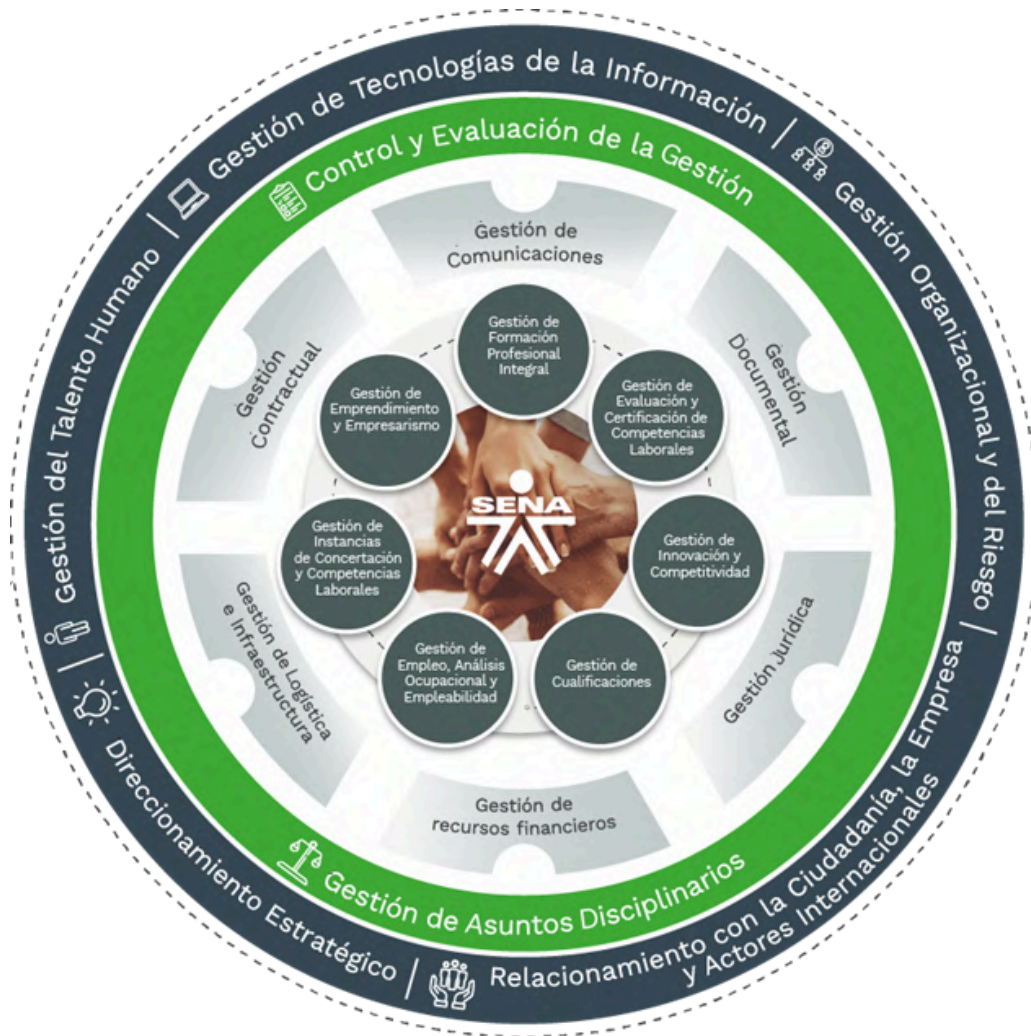 Gestión de Tecnologías de la Información
Gestión Organizacional y del Riesgo
Relacionamiento con la Ciudadanía, la Empresa
y Actores Internacionales
Direccionamiento Estratégico
Gestión del Talento Humano
Control y Evaluación de la Gestión
Gestión de Asuntos Disciplinarios
Gestión de
Comunicaciones
Gestión
Documental
Gestión Jurídica
Gestión de
recursos financieros
Gestión de Logística
e Infraestructura
Gestión
Contractual
Gestión de
Formación
Profesional
Integral
Gestión de
Evaluación y
Certificación de
Competencias
Laborales
Gestión de
Innovación y
Competitividad
Gestión de
Cualificaciones
Gestión de
Empleo, Análisis
Ocupacional y
Empleabilidad
Gestión de
Instancias
de Concertación
y Competencias
Laborales
Gestión de
Emprendimiento
y Empresarismo
SENA